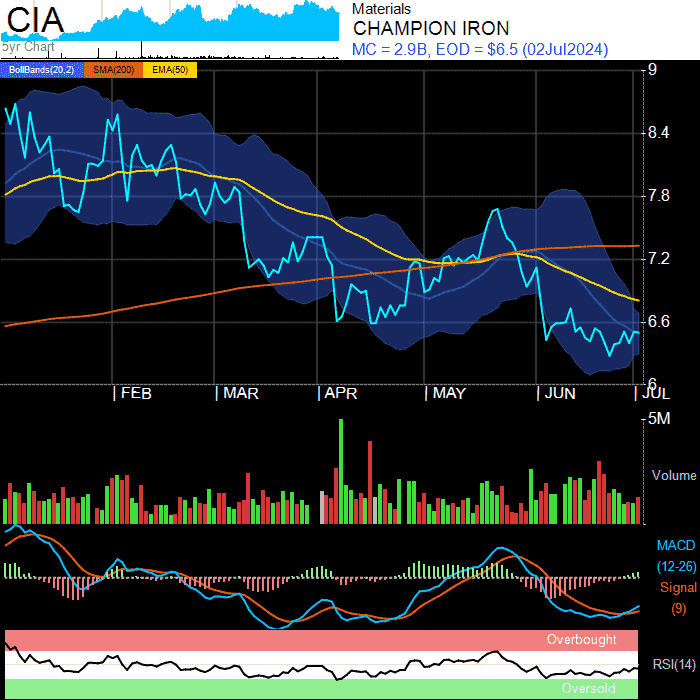 CIA
5yr Chart
Materials
CHAMPION IRON
MC = 2.9B, EOD = $6.5 (02Jul2024)
BollBands(20,2) SMA(200) EMA(50)
9
8.4
7.8
7.2
6.6
6
FEB MAR APR MAY JUN JUL
5M
Volume
MACD
(12-26)
Signal
(9)
Overbought
RSI(14)
Oversold